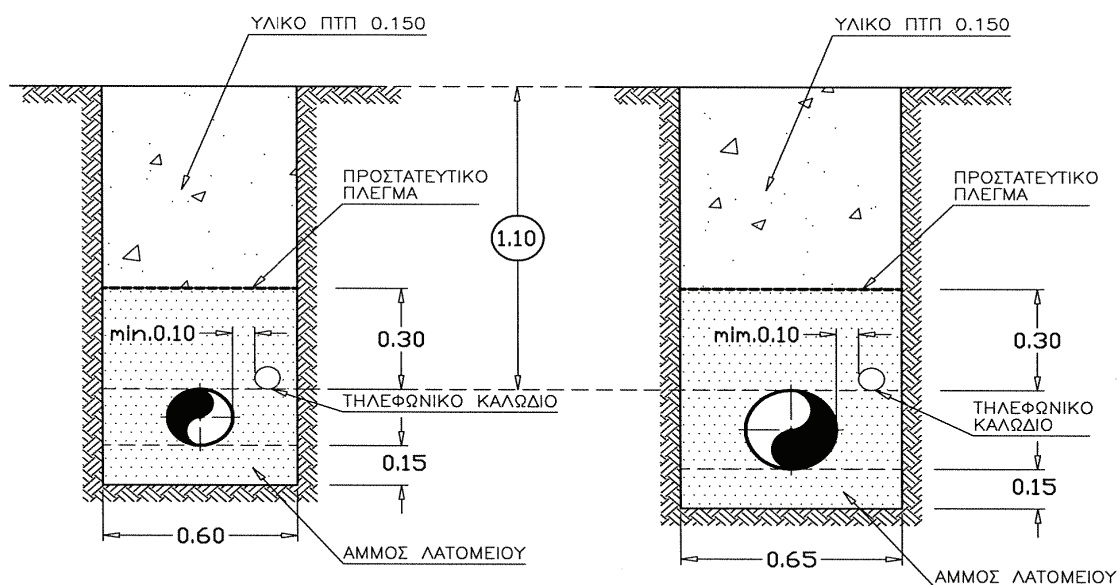 ΥΛΙΚΟ ΠΤΠ 0.150
ΥΛΙΚΟ ΠΤΠ 0.150
ΠΡΟΣΤΑΤΕΥΤΙΚΟ
ΠΛΕΓΜΑ
ΠΡΟΣΤΑΤΕΥΤΙΚΟ
ΠΛΕΓΜΑ
1.10
min.0.10
0.30
mim.0.10
0.30
ΤΗΛΕΦΩΝΙΚΟ ΚΑΛΩΔΙΟ
ΤΗΛΕΦΩΝΙΚΟ
ΚΑΛΩΔΙΟ
0.15
0.15
0.60
0.65
ΑΜΜΟΣ ΛΑΤΟΜΕΙΟΥ
ΑΜΜΟΣ ΛΑΤΟΜΕΙΟΥ